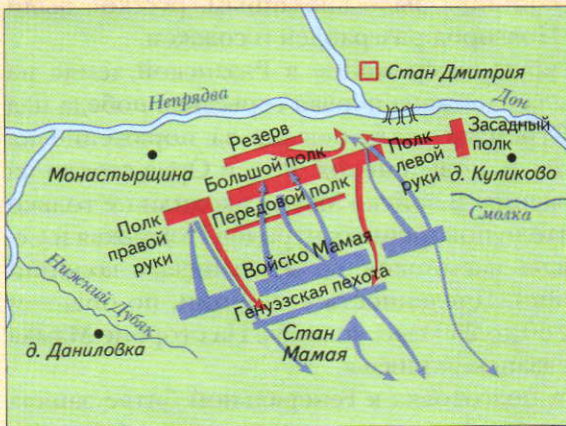 Стан Дмитрия
Непрядва
Дон
Резерв
Засадный
полк
Большой полк
Полк
левой
руки
Монастырщина
д. Куликово
Передовой полк
Смолка
Полк
правой
руки
Войско Мамая
Генуэзская пехота
Нижний Дубяк
Стан
Мамая
д. Даниловка